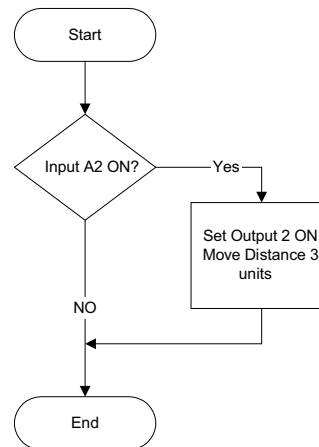 Start
Input A2 ON?
Yes
Set Output 2 ON
Move Distance 3
units
NO
End